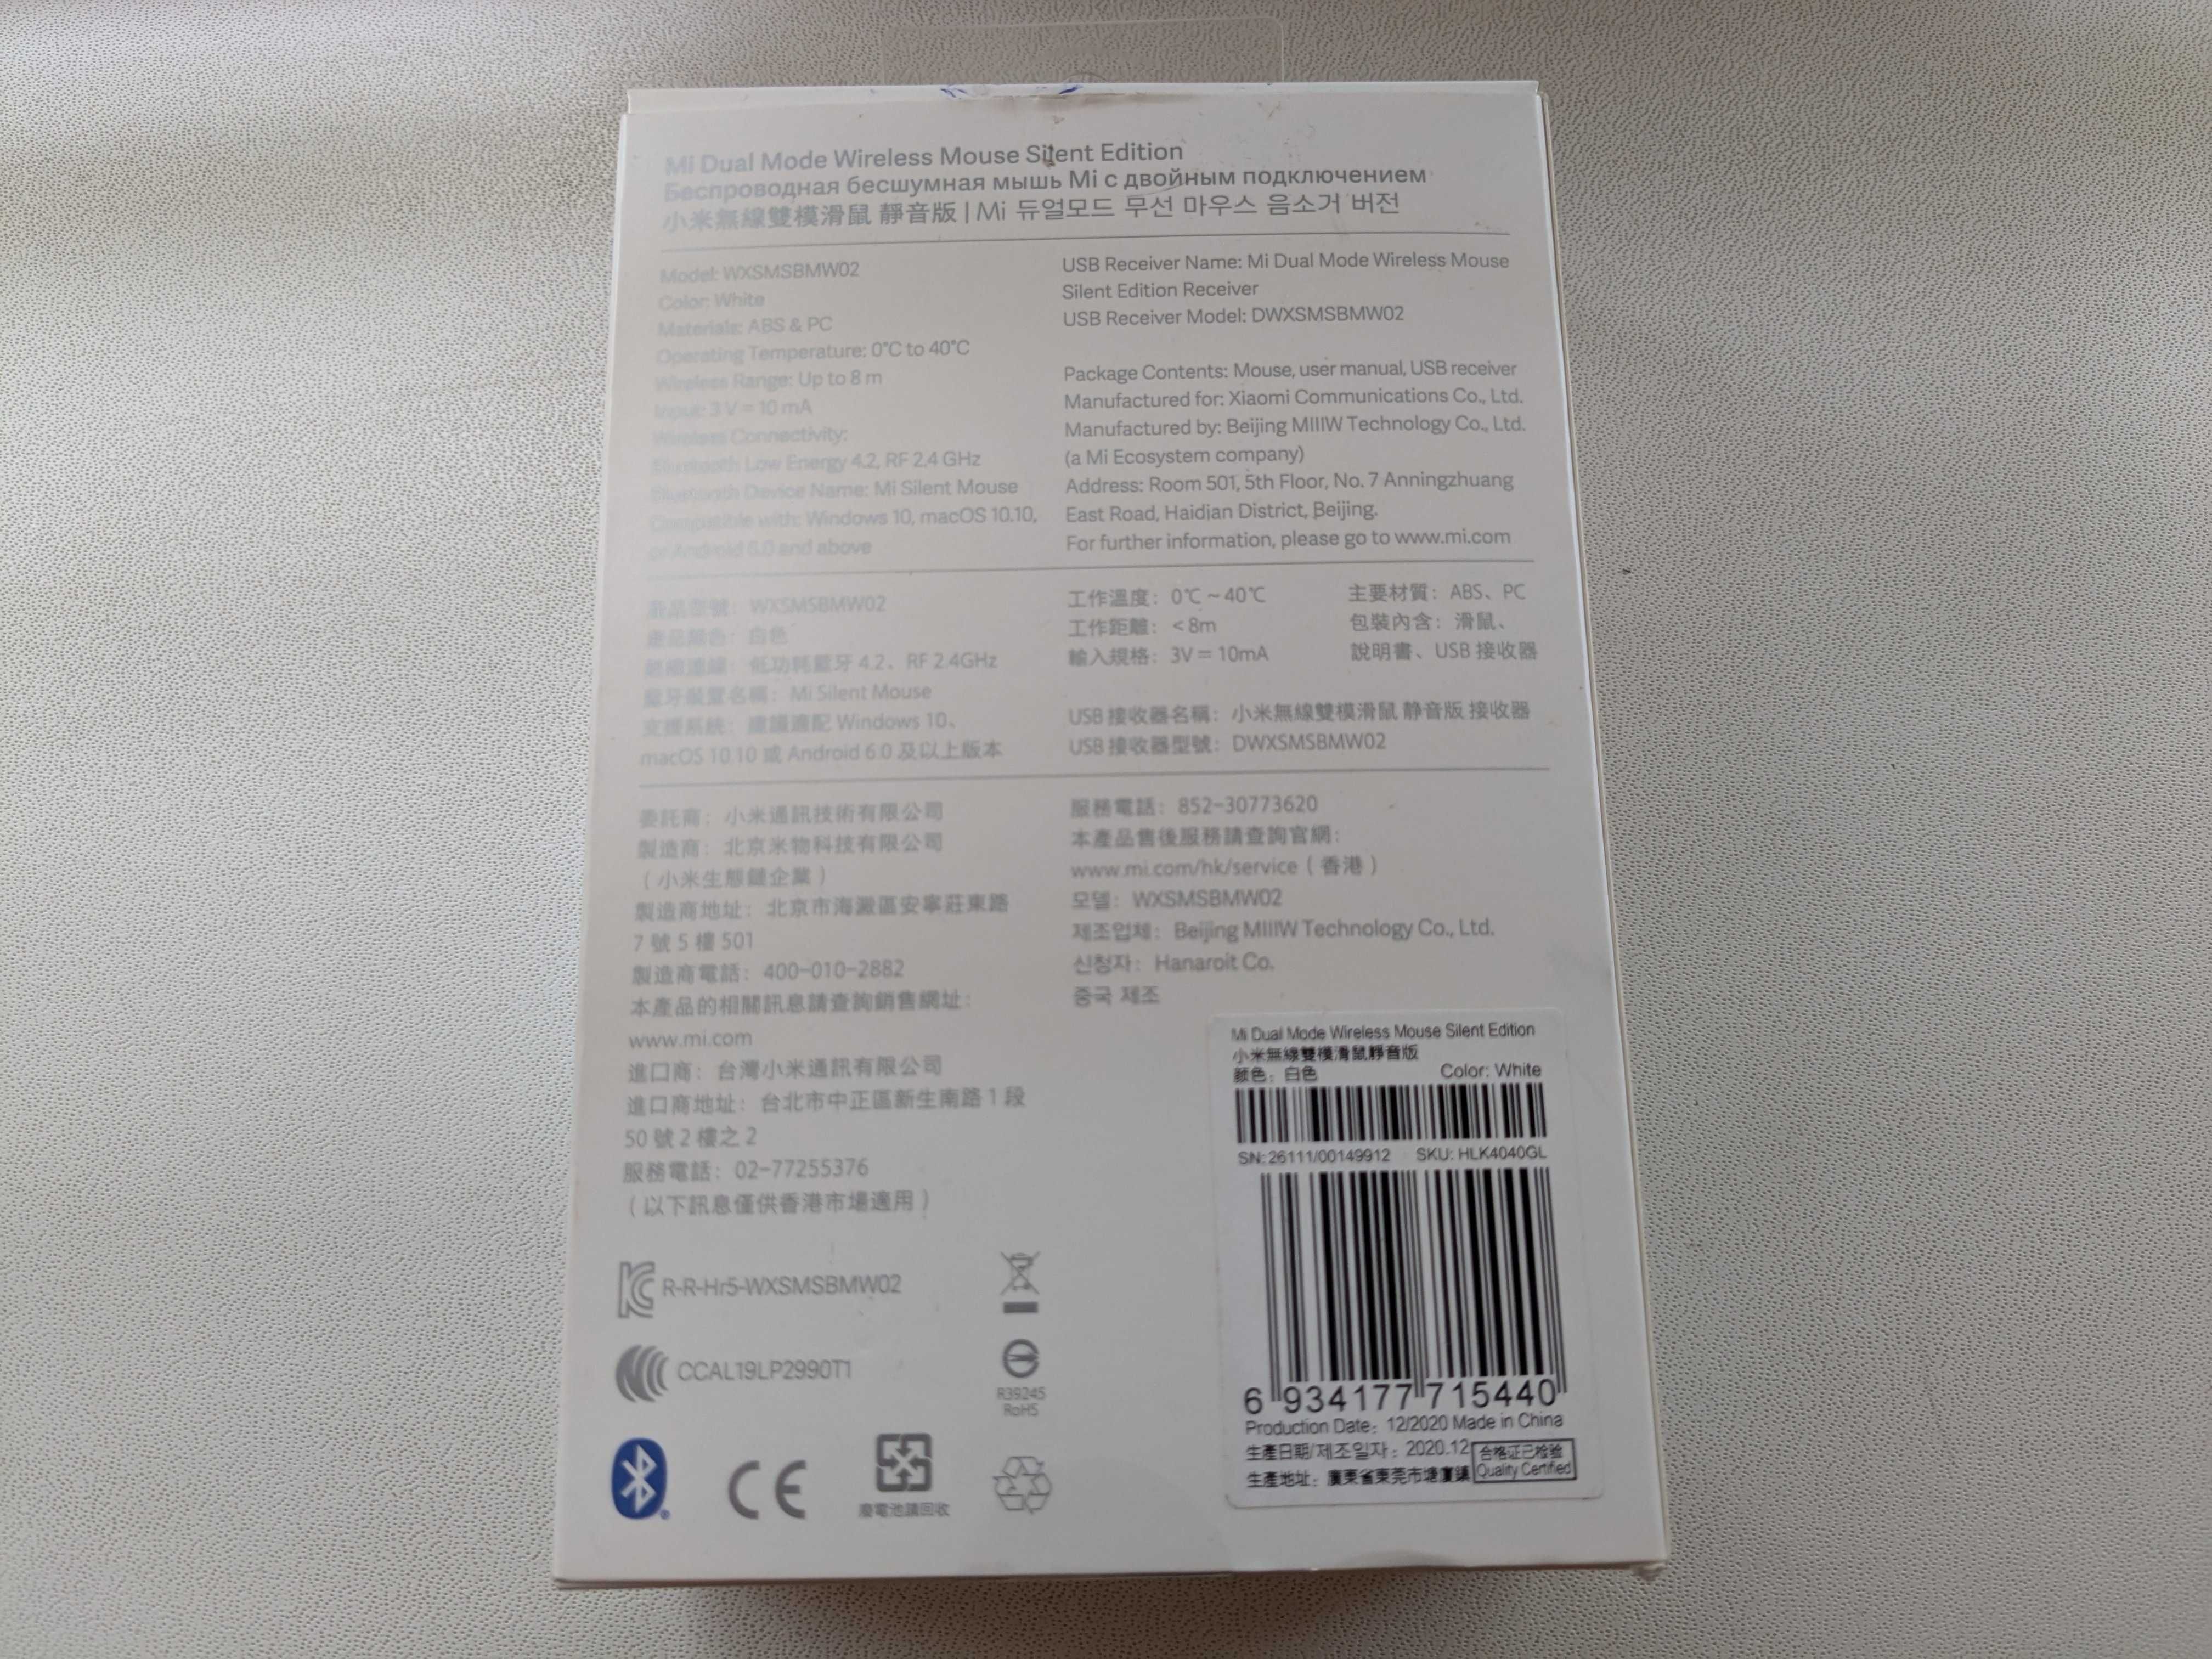 Mi Dual Mode Wireless Mouse Silent Edition
Беспроводная бесшумная мышь Mi с двойным подключением
小米無線雙模滑鼠 靜音版 | Mi 듀얼모드 무선 마우스 음소거 버전
Model: WXSMSBMW02
Color: White
Materials: ABS & PC
Operating Temperature: 0°C to 40°C
Wireless Range: Up to 8 m
Input: 3 V = 10 mA
Wireless Connectivity:
Bluetooth Low Energy 4.2, RF 2.4 GHz
Bluetooth Device Name: Mi Silent Mouse
Compatible with: Windows 10, macOS 10.10,
or Android 6.0 and above
USB Receiver Name: Mi Dual Mode Wireless Mouse
Silent Edition Receiver
USB Receiver Model: DWXSMSBMW02
Package Contents: Mouse, user manual, USB receiver
Manufactured for: Xiaomi Communications Co., Ltd.
Manufactured by: Beijing MIIIW Technology Co., Ltd.
(a Mi Ecosystem company)
Address: Room 501, 5th Floor, No. 7 Anningzhuang
East Road, Haidian District, Beijing.
For further information, please go to www.mi.com
產品型號：WXSMSBMW02
產品顏色：白色
無線連線：低功耗藍牙 4.2、RF 2.4GHz
藍牙裝置名稱：Mi Silent Mouse
支援系統：建議適配 Windows 10、
macOS 10.10 或 Android 6.0 及以上版本
工作溫度：0℃ ~ 40℃
工作距離：< 8m
輸入規格：3V = 10mA
主要材質：ABS、PC
包裝內含：滑鼠、
說明書、USB 接收器
USB 接收器名稱：小米無線雙模滑鼠 靜音版 接收器
USB 接收器型號：DWXSMSBMW02
委託商：小米通訊技術有限公司
製造商：北京米物科技有限公司
（小米生態鏈企業）
製造商地址：北京市海澱區安寧莊東路
7 號 5 樓 501
製造商電話：400-010-2882
本產品的相關訊息請查詢銷售網址：
www.mi.com
進口商：台灣小米通訊有限公司
進口商地址：台北市中正區新生南路 1 段
50 號 2 樓之 2
服務電話：02-77255376
（以下訊息僅供香港市場適用）
服務電話：852-30773620
本產品售後服務請查詢官網：
www.mi.com/hk/service（香港）
모델：WXSMSBMW02
제조업체：Beijing MIIIW Technology Co., Ltd.
신청자：Hanaroit Co.
중국 제조
R-R-Hr5-WXSMSBMW02
CCAL19LP2990T1
R39245
RoHS
CE
廢電池請回收
Mi Dual Mode Wireless Mouse Silent Edition
小米無線雙模滑鼠靜音版
顏色：白色 Color: White
SN: 26111/00149912 SKU: HLK4040GL
6 934177 715440
Production Date：12/2020 Made in China
生產日期/제조일자：2020.12
生產地址：廣東省東莞市塘廈鎮
合格证已检验
Quality Certified